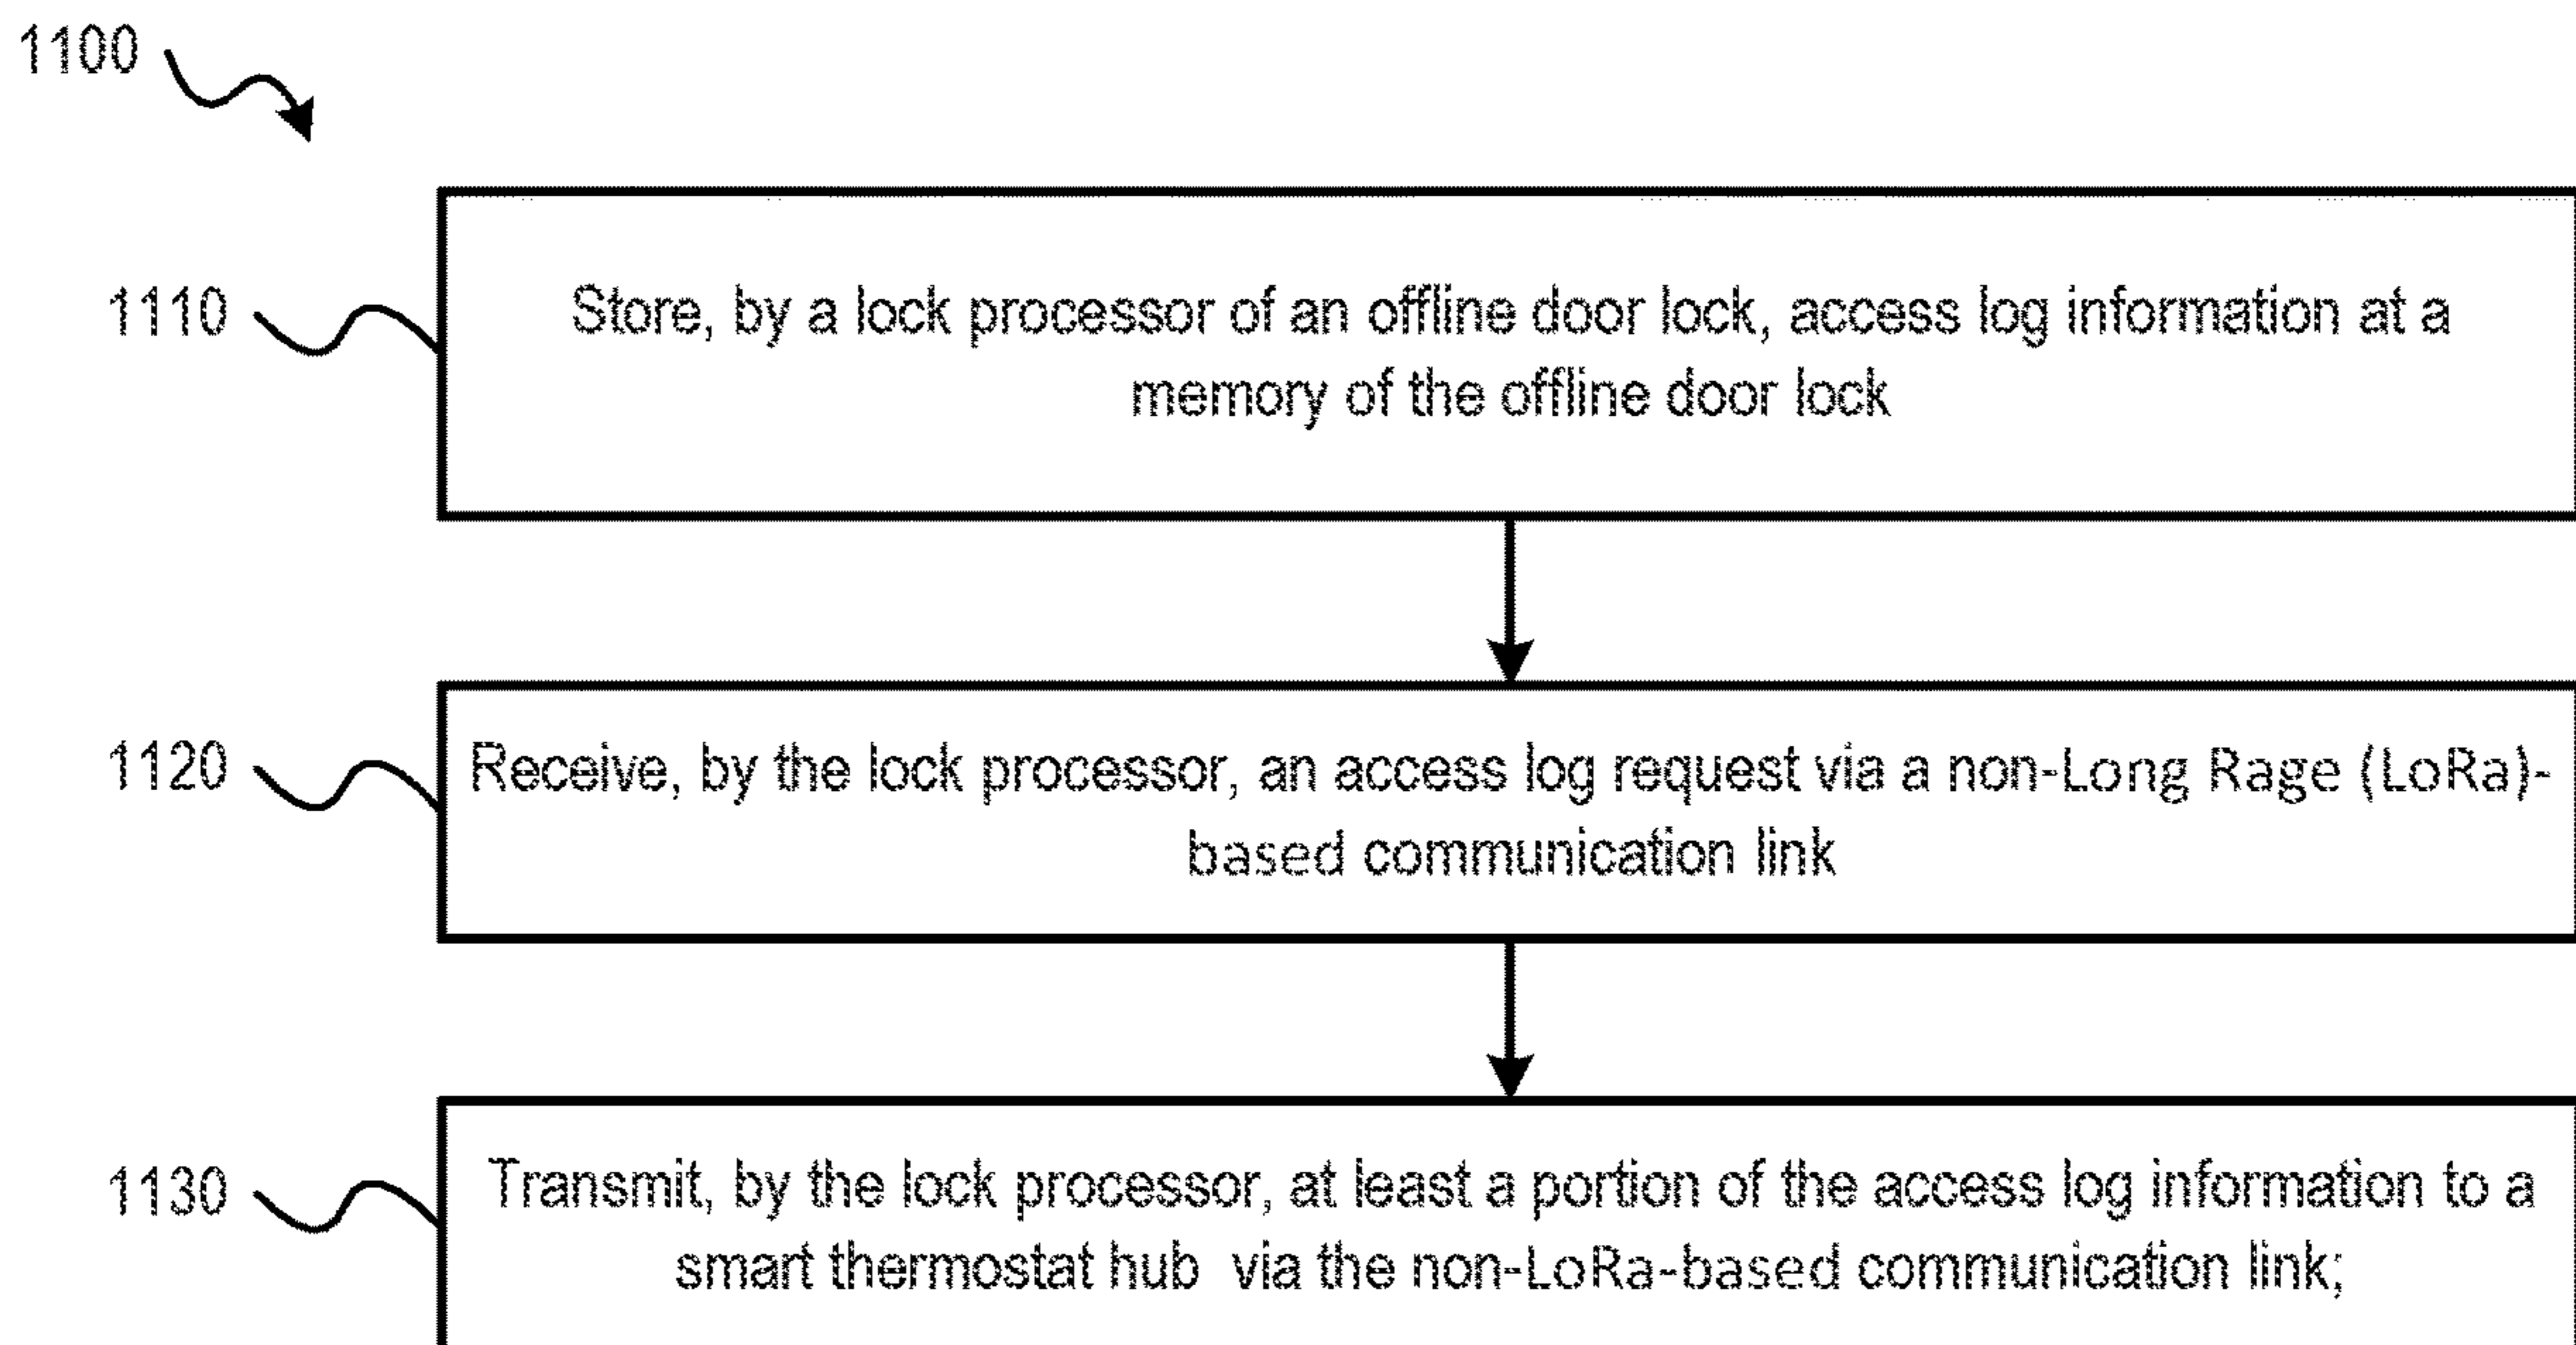 1100
1110
Store, by a lock processor of an offline door lock, access log information at a
memory of the offline door lock
1120
Receive, by the lock processor, an access log request via a non-Long Rage (LoRa)-
based communication link
1130
Transmit, by the lock processor, at least a portion of the access log information to a
smart thermostat hub via the non-LoRa-based communication link;